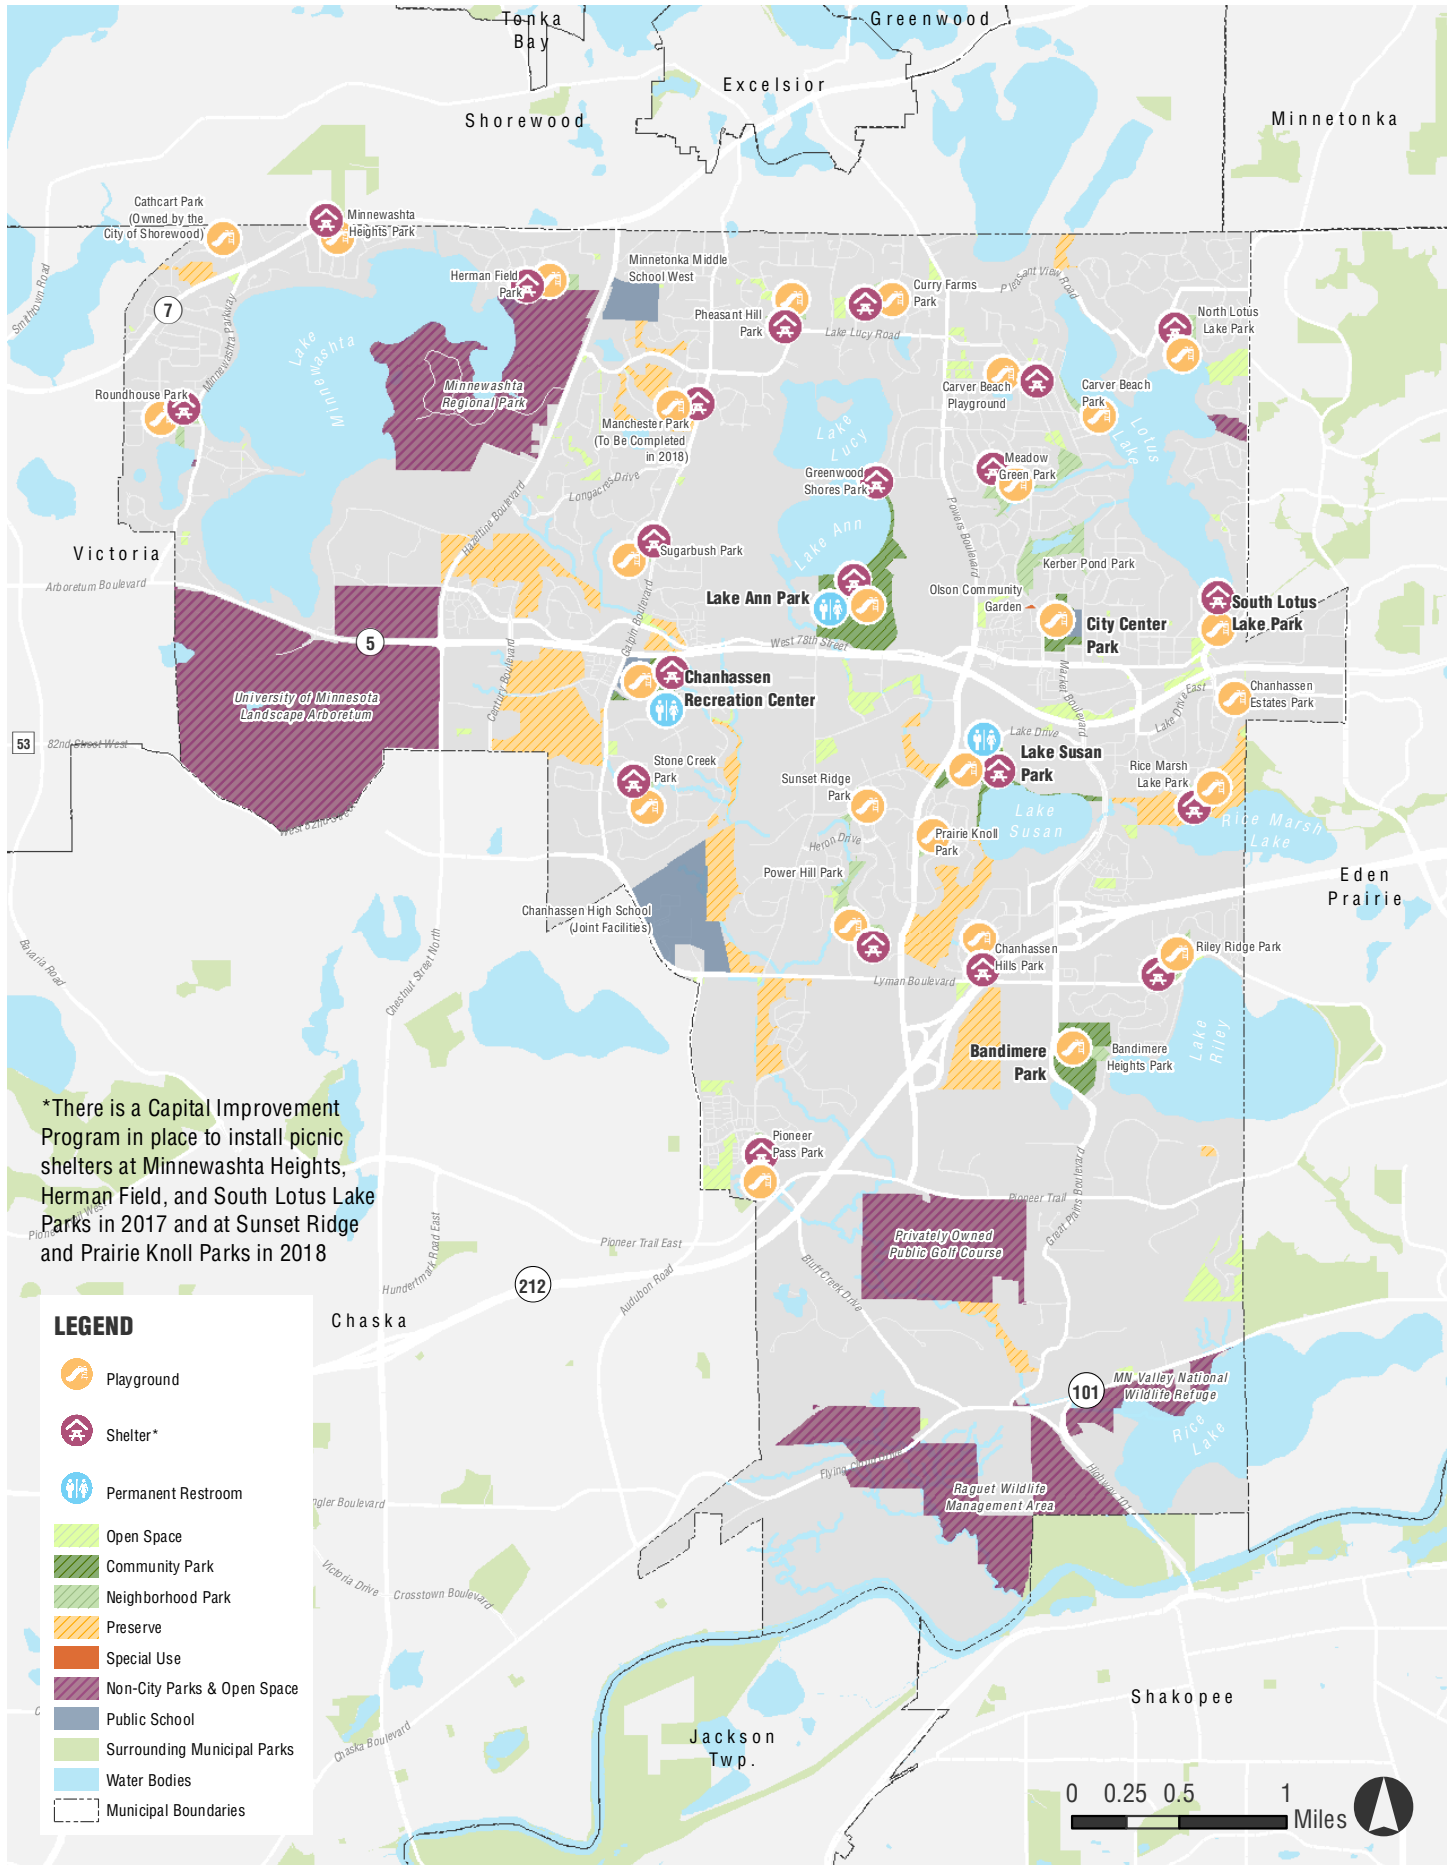 Tonka
Bay
Greenwood
Excelsior
Shorewood
Minnetonka
Cathcart Park
(Owned by the
City of Shorewood)
Minnewashta
Heights Park
Smithtown Road
7
Minnewashta Parkway
Lake
Minnewashta
Herman Field
Park
Minnetonka Middle
School West
Pheasant Hill
Park
Curry Farms
Park
Lake Lucy Road
Pleasant View Road
North Lotus
Lake Park
Roundhouse Park
Minnewashta
Regional Park
Manchester Park
(To Be Completed
in 2018)
Lake
Lucy
Carver Beach
Playground
Carver Beach
Park
Lotus
Lake
Longacres Drive
Greenwood
Shores Park
Meadow
Green Park
Hazeltine Boulevard
Powers Boulevard
Lake Ann
Victoria
Sugarbush Park
Kerber Pond Park
Arboretum Boulevard
Lake Ann Park
Olson Community
Garden
City Center
Park
South Lotus
Lake Park
5
Galpin Boulevard
West 78th Street
Century Boulevard
Market Boulevard
Chanhassen
Recreation Center
University of Minnesota
Landscape Arboretum
Lake Drive East
Chanhassen
Estates Park
53
82nd Street West
Lake Drive
Lake Susan
Park
Stone Creek
Park
Sunset Ridge
Park
Rice Marsh
Lake Park
West 82nd Street
Lake
Susan
Rice Marsh
Lake
Heron Drive
Prairie Knoll
Park
Power Hill Park
Eden
Prairie
Chanhassen High School
(Joint Facilities)
Bavaria Road
Chestnut Street North
Chanhassen
Hills Park
Riley Ridge Park
Lyman Boulevard
Lake
Riley
Bandimere
Park
Bandimere
Heights Park
*There is a Capital Improvement
Program in place to install picnic
shelters at Minnewashta Heights,
Herman Field, and South Lotus Lake
Parks in 2017 and at Sunset Ridge
and Prairie Knoll Parks in 2018
Pioneer
Pass Park
Pioneer Trail
Great Plains Boulevard
Pioneer Trail West
Hundertmark Road East
Pioneer Trail East
Privately Owned
Public Golf Course
212
Audubon Road
Bluff Creek Drive
Chaska
101
MN Valley National
Wildlife Refuge
Rice
Lake
Flying Cloud Drive
Highway 101
Raguet Wildlife
Management Area
ngler Boulevard
Victoria Drive
Crosstown Boulevard
Chaska Boulevard
Shakopee
Jackson
Twp.
LEGEND
Playground
Shelter*
Permanent Restroom
Open Space
Community Park
Neighborhood Park
Preserve
Special Use
Non-City Parks & Open Space
Public School
Surrounding Municipal Parks
Water Bodies
Municipal Boundaries
0 0.25 0.5 1
Miles